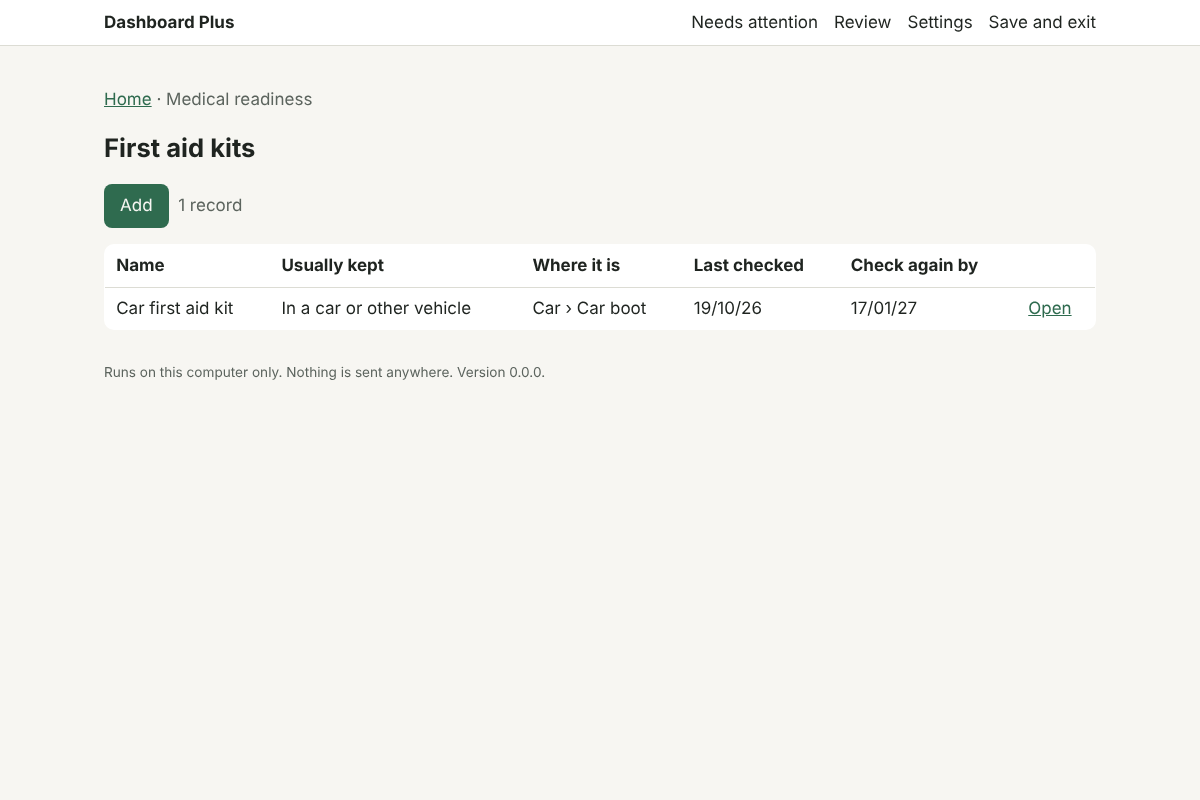 Dashboard Plus Needs attention Review Settings Save and exit
Home · Medical readiness
First aid kits
Add 1 record
Name Usually kept Where it is Last checked Check again by
Car first aid kit In a car or other vehicle Car › Car boot 19/10/26 17/01/27 Open
Runs on this computer only. Nothing is sent anywhere. Version 0.0.0.